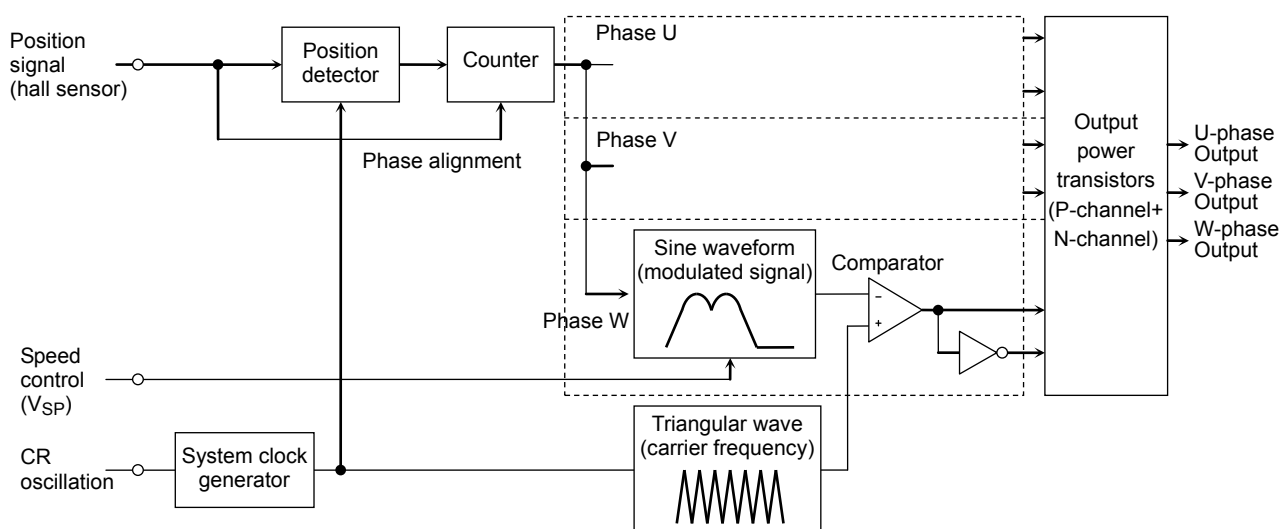 Position
signal
(hall sensor)
Position
detector
Counter
Phase alignment
Phase U
Phase V
Phase W
Sine waveform
(modulated signal)
Comparator
−
+
Output
power
transistors
(P-channel+
N-channel)
U-phase
Output
V-phase
Output
W-phase
Output
Speed
control
(VSP)
CR
oscillation
System clock
generator
Triangular wave
(carrier frequency)